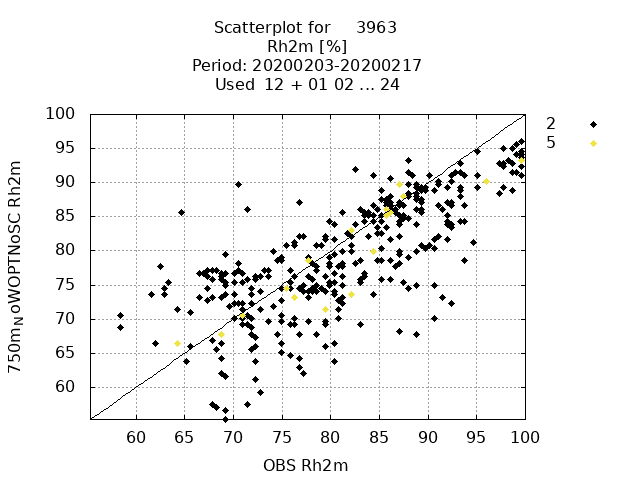 Scatterplot for 3963
Rh2m [%]
Period: 20200203-20200217
Used 12 + 01 02 ... 24
2
5
100
95
90
85
80
75
70
65
60
750m_NoWOPTNoSC Rh2m
60 65 70 75 80 85 90 95 100
OBS Rh2m